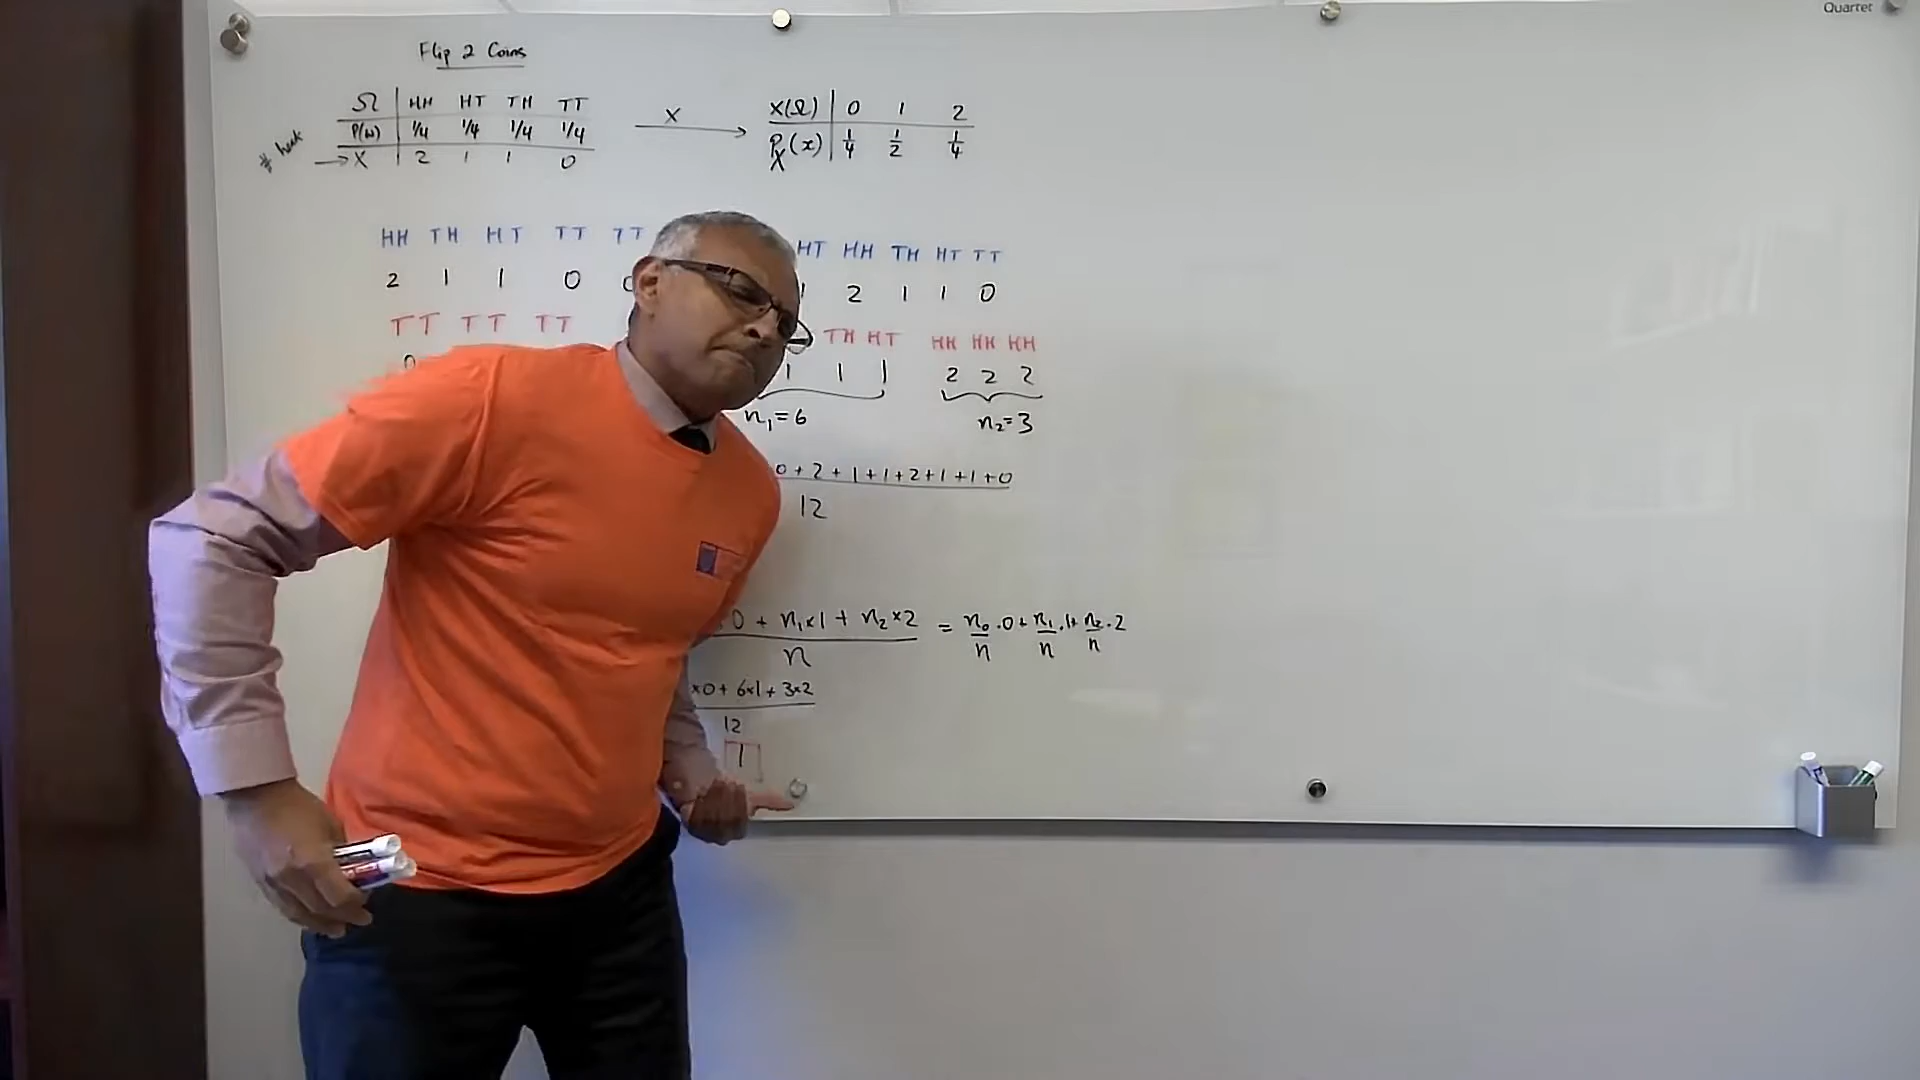 Quartet
Flip 2 Coins
Ω HH HT TH TT
P(ω) 1/4 1/4 1/4 1/4
# heads → X 2 1 1 0
X
X(Ω) 0 1 2
P_X(x) 1/4 1/2 1/4
HH TH HT TT TT HT HH TH HT TT
2 1 1 0 0 1 2 1 1 0
TT TT TT TH HT HH HH HH
0 1 1 1 2 2 2
n₁=6 n₂=3
0+2+1+1+2+1+1+0
12
0 + n₁×1 + n₂×2 = n₀/n·0+n₁/n·1+n₂/n·2
n
×0+6×1+3×2
12
1